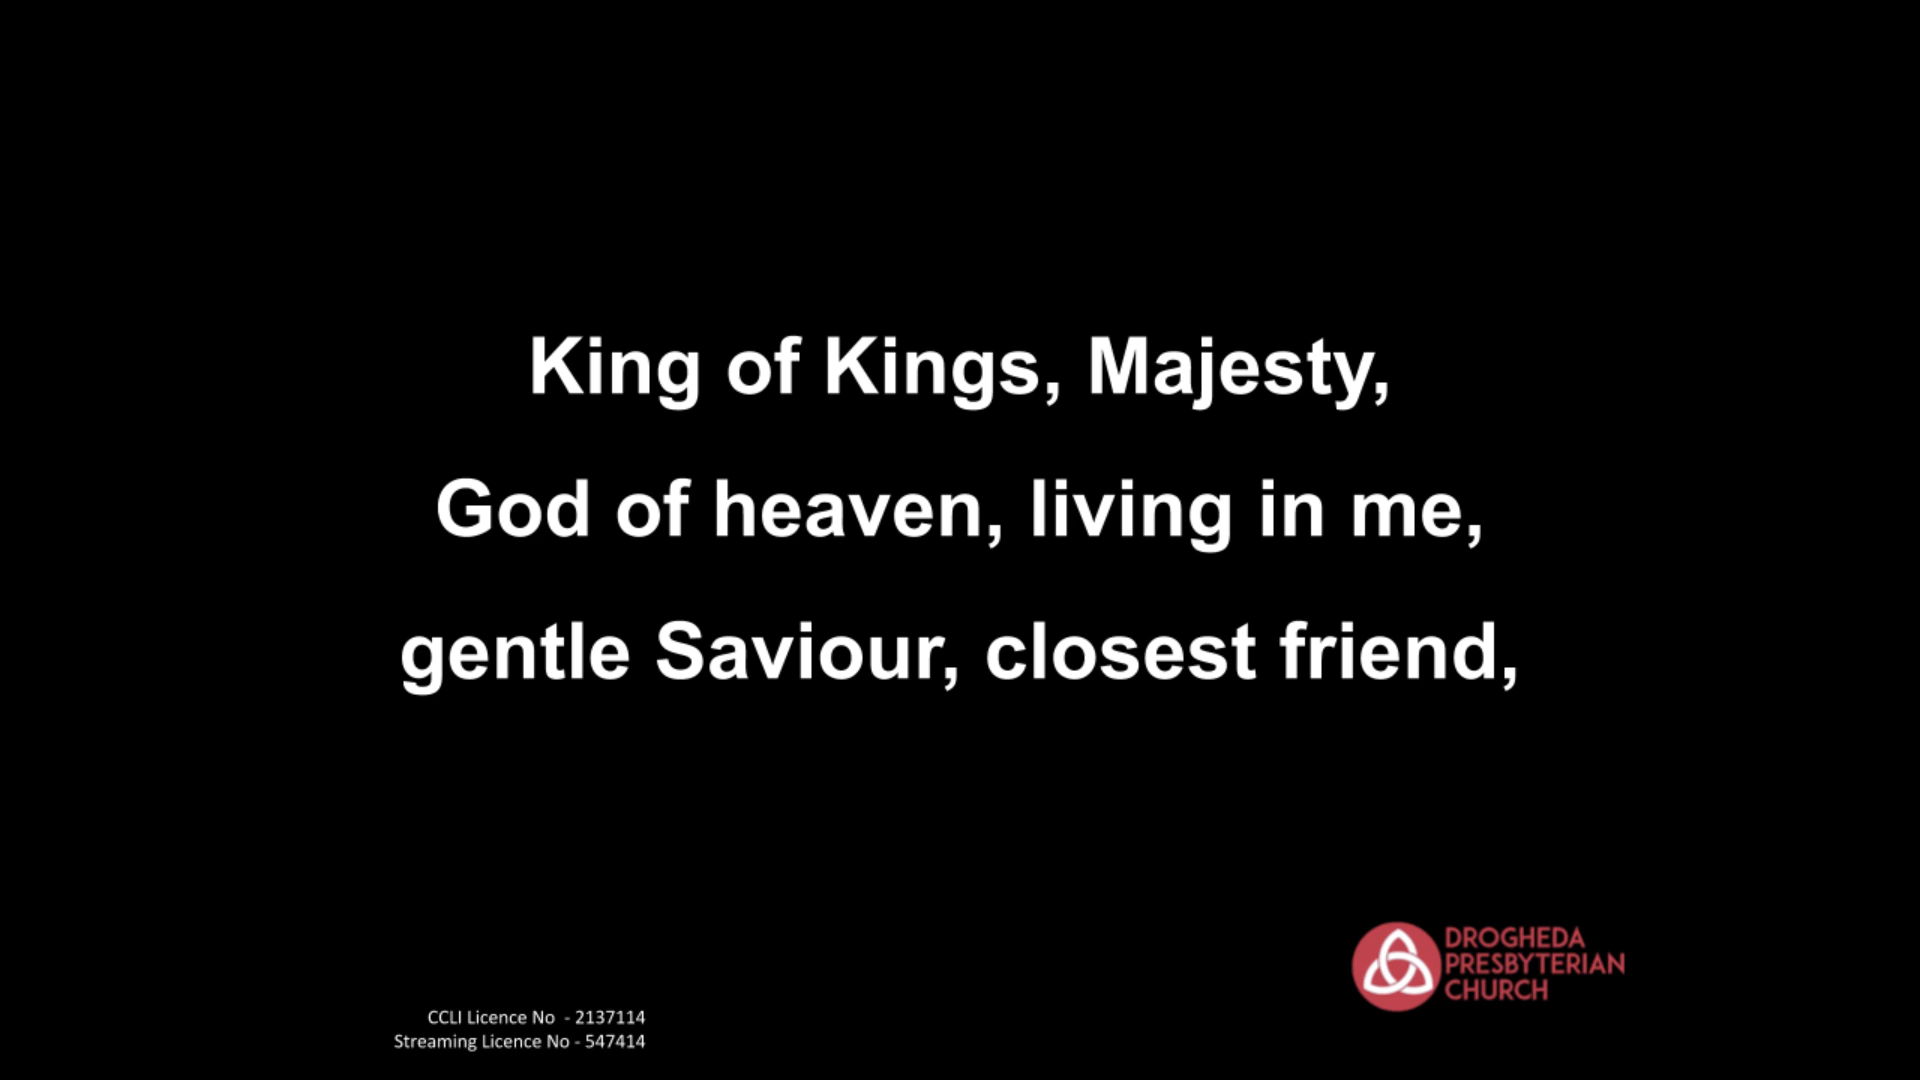 King of Kings, Majesty,
God of heaven, living in me,
gentle Saviour, closest friend,
DROGHEDA
PRESBYTERIAN
CHURCH
CCLI Licence No - 2137114
Streaming Licence No - 547414